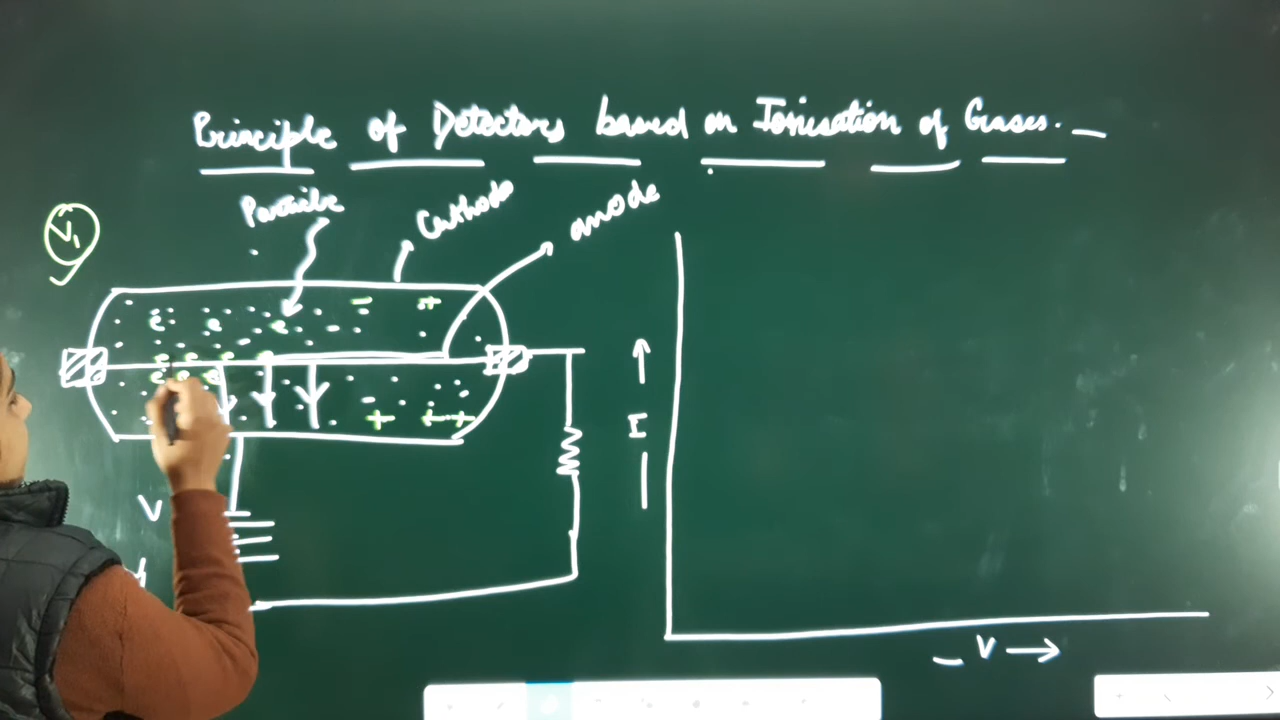 Principle of Detectors based on Ionisation of Gases.
Particle
Cathode
anode
V₁
e e e - +
e
+ +
I
V
V